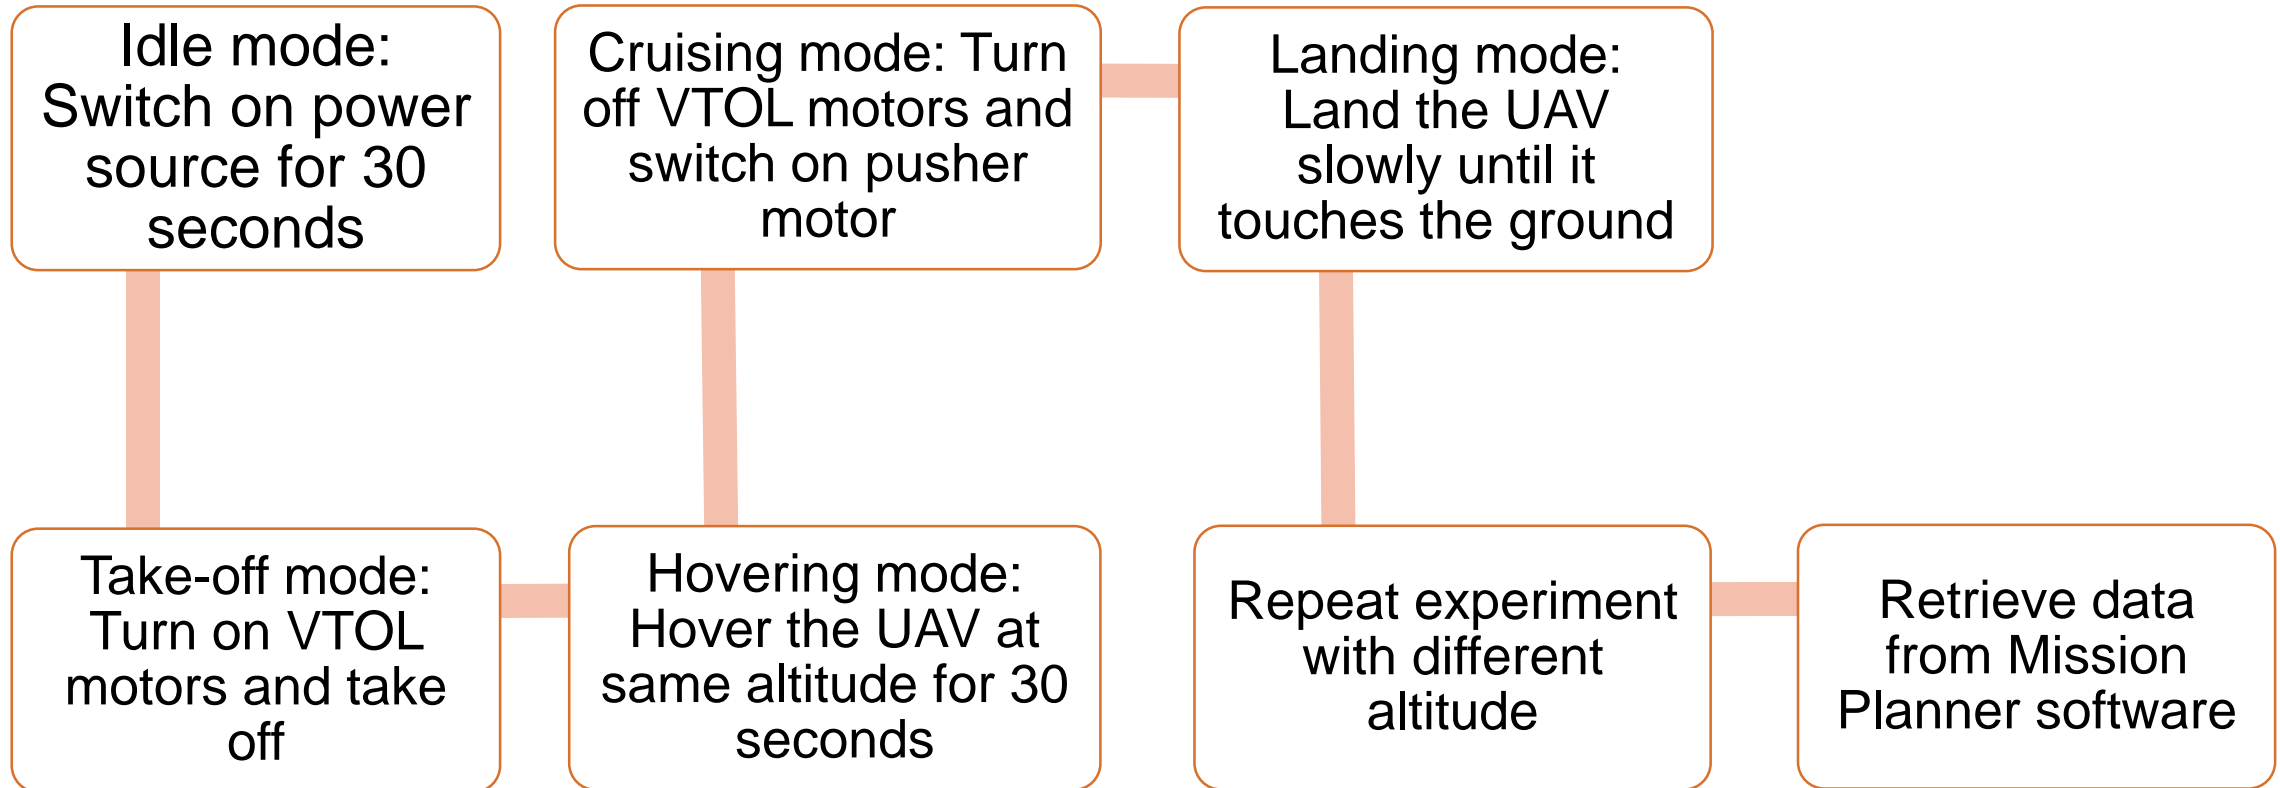 Idle mode:
Switch on power
source for 30
seconds
Take-off mode:
Turn on VTOL
motors and take
off
Hovering mode:
Hover the UAV at
same altitude for 30
seconds
Cruising mode: Turn
off VTOL motors and
switch on pusher
motor
Landing mode:
Land the UAV
slowly until it
touches the ground
Repeat experiment
with different
altitude
Retrieve data
from Mission
Planner software